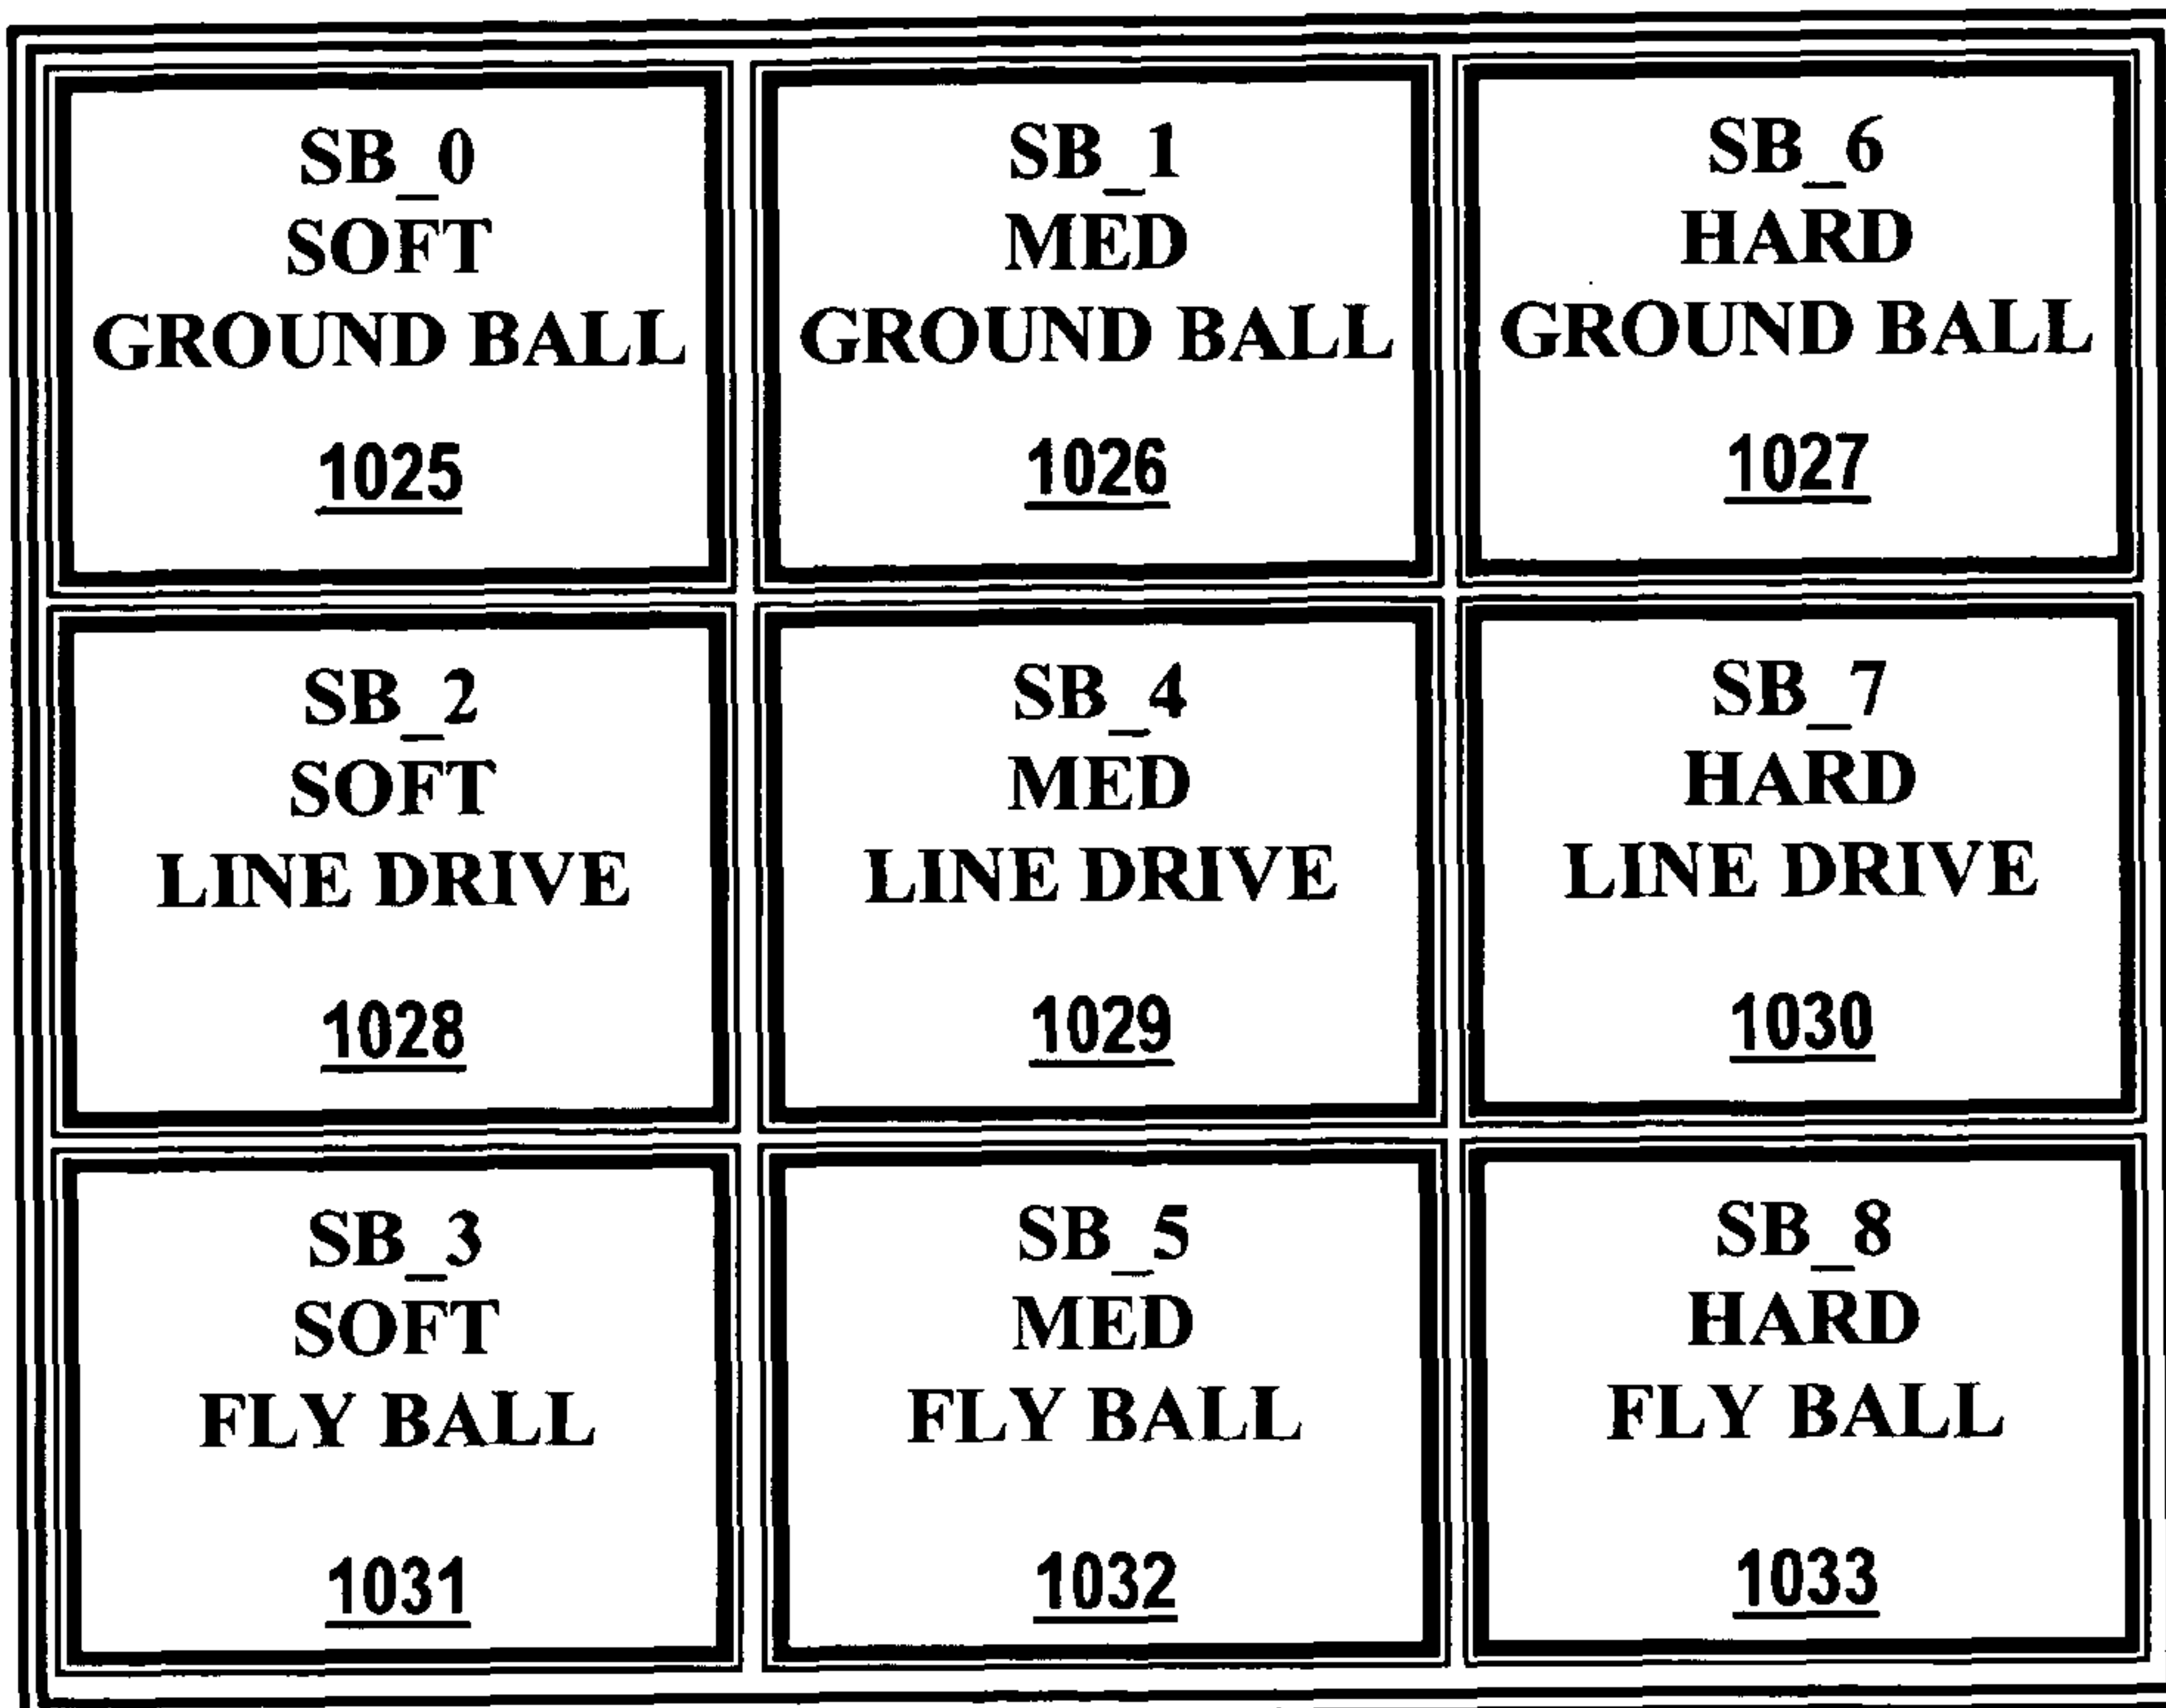 SB_0
SOFT
GROUND BALL
1025
SB_1
MED
GROUND BALL
1026
SB_6
HARD
GROUND BALL
1027
SB_2
SOFT
LINE DRIVE
1028
SB_4
MED
LINE DRIVE
1029
SB_7
HARD
LINE DRIVE
1030
SB_3
SOFT
FLY BALL
1031
SB_5
MED
FLY BALL
1032
SB_8
HARD
FLY BALL
1033